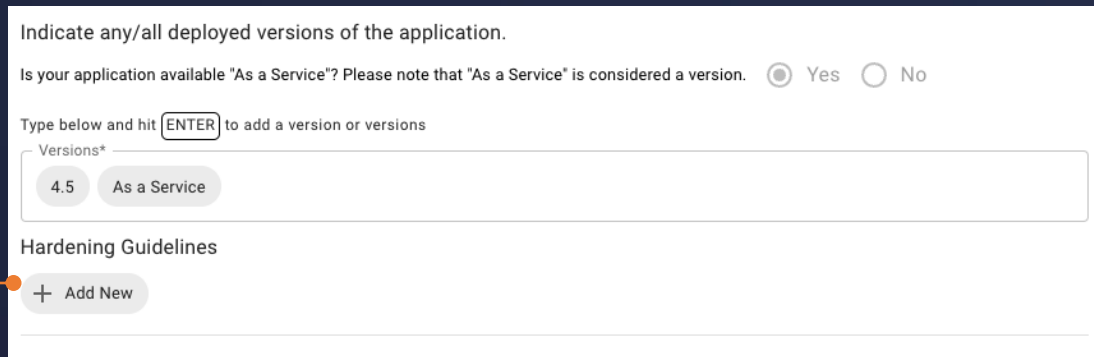 Indicate any/all deployed versions of the application.
Is your application available "As a Service"? Please note that "As a Service" is considered a version. Yes No
Type below and hit ENTER to add a version or versions
Versions*
4.5 As a Service
Hardening Guidelines
+ Add New